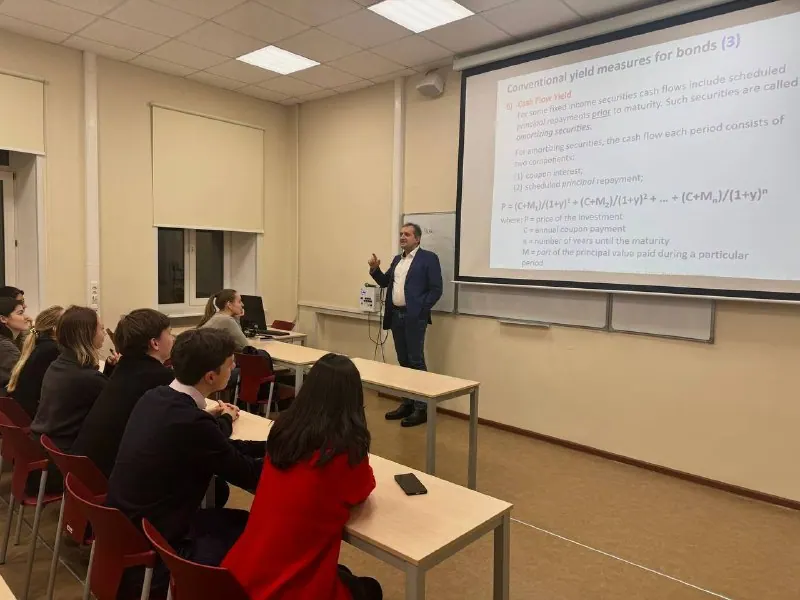 Conventional yield measures for bonds (3)
Cash Flow Yield
For some fixed income securities cash flows include scheduled
principal repayments prior to maturity. Such securities are called
amortizing securities.
For amortizing securities, the cash flow each period consists of
two components:
(1) coupon interest;
(2) scheduled principal repayment;
P = (C+M₁)/(1+y)¹ + (C+M₂)/(1+y)² + ... + (C+Mₙ)/(1+y)ⁿ
where: P = price of the investment
C = annual coupon payment
n = number of years until the maturity
M = part of the principal value paid during a particular
period